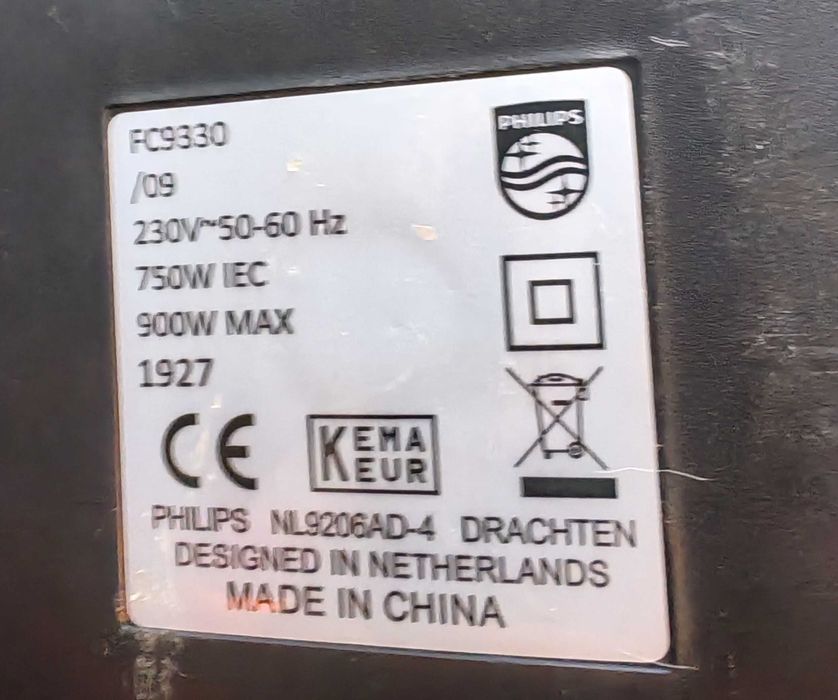 FC9330
PHILIPS
/09
230V~50-60 Hz
750W IEC
900W MAX
1927
CE
KEMA
EUR
PHILIPS NL9206AD-4 DRACHTEN
DESIGNED IN NETHERLANDS
MADE IN CHINA